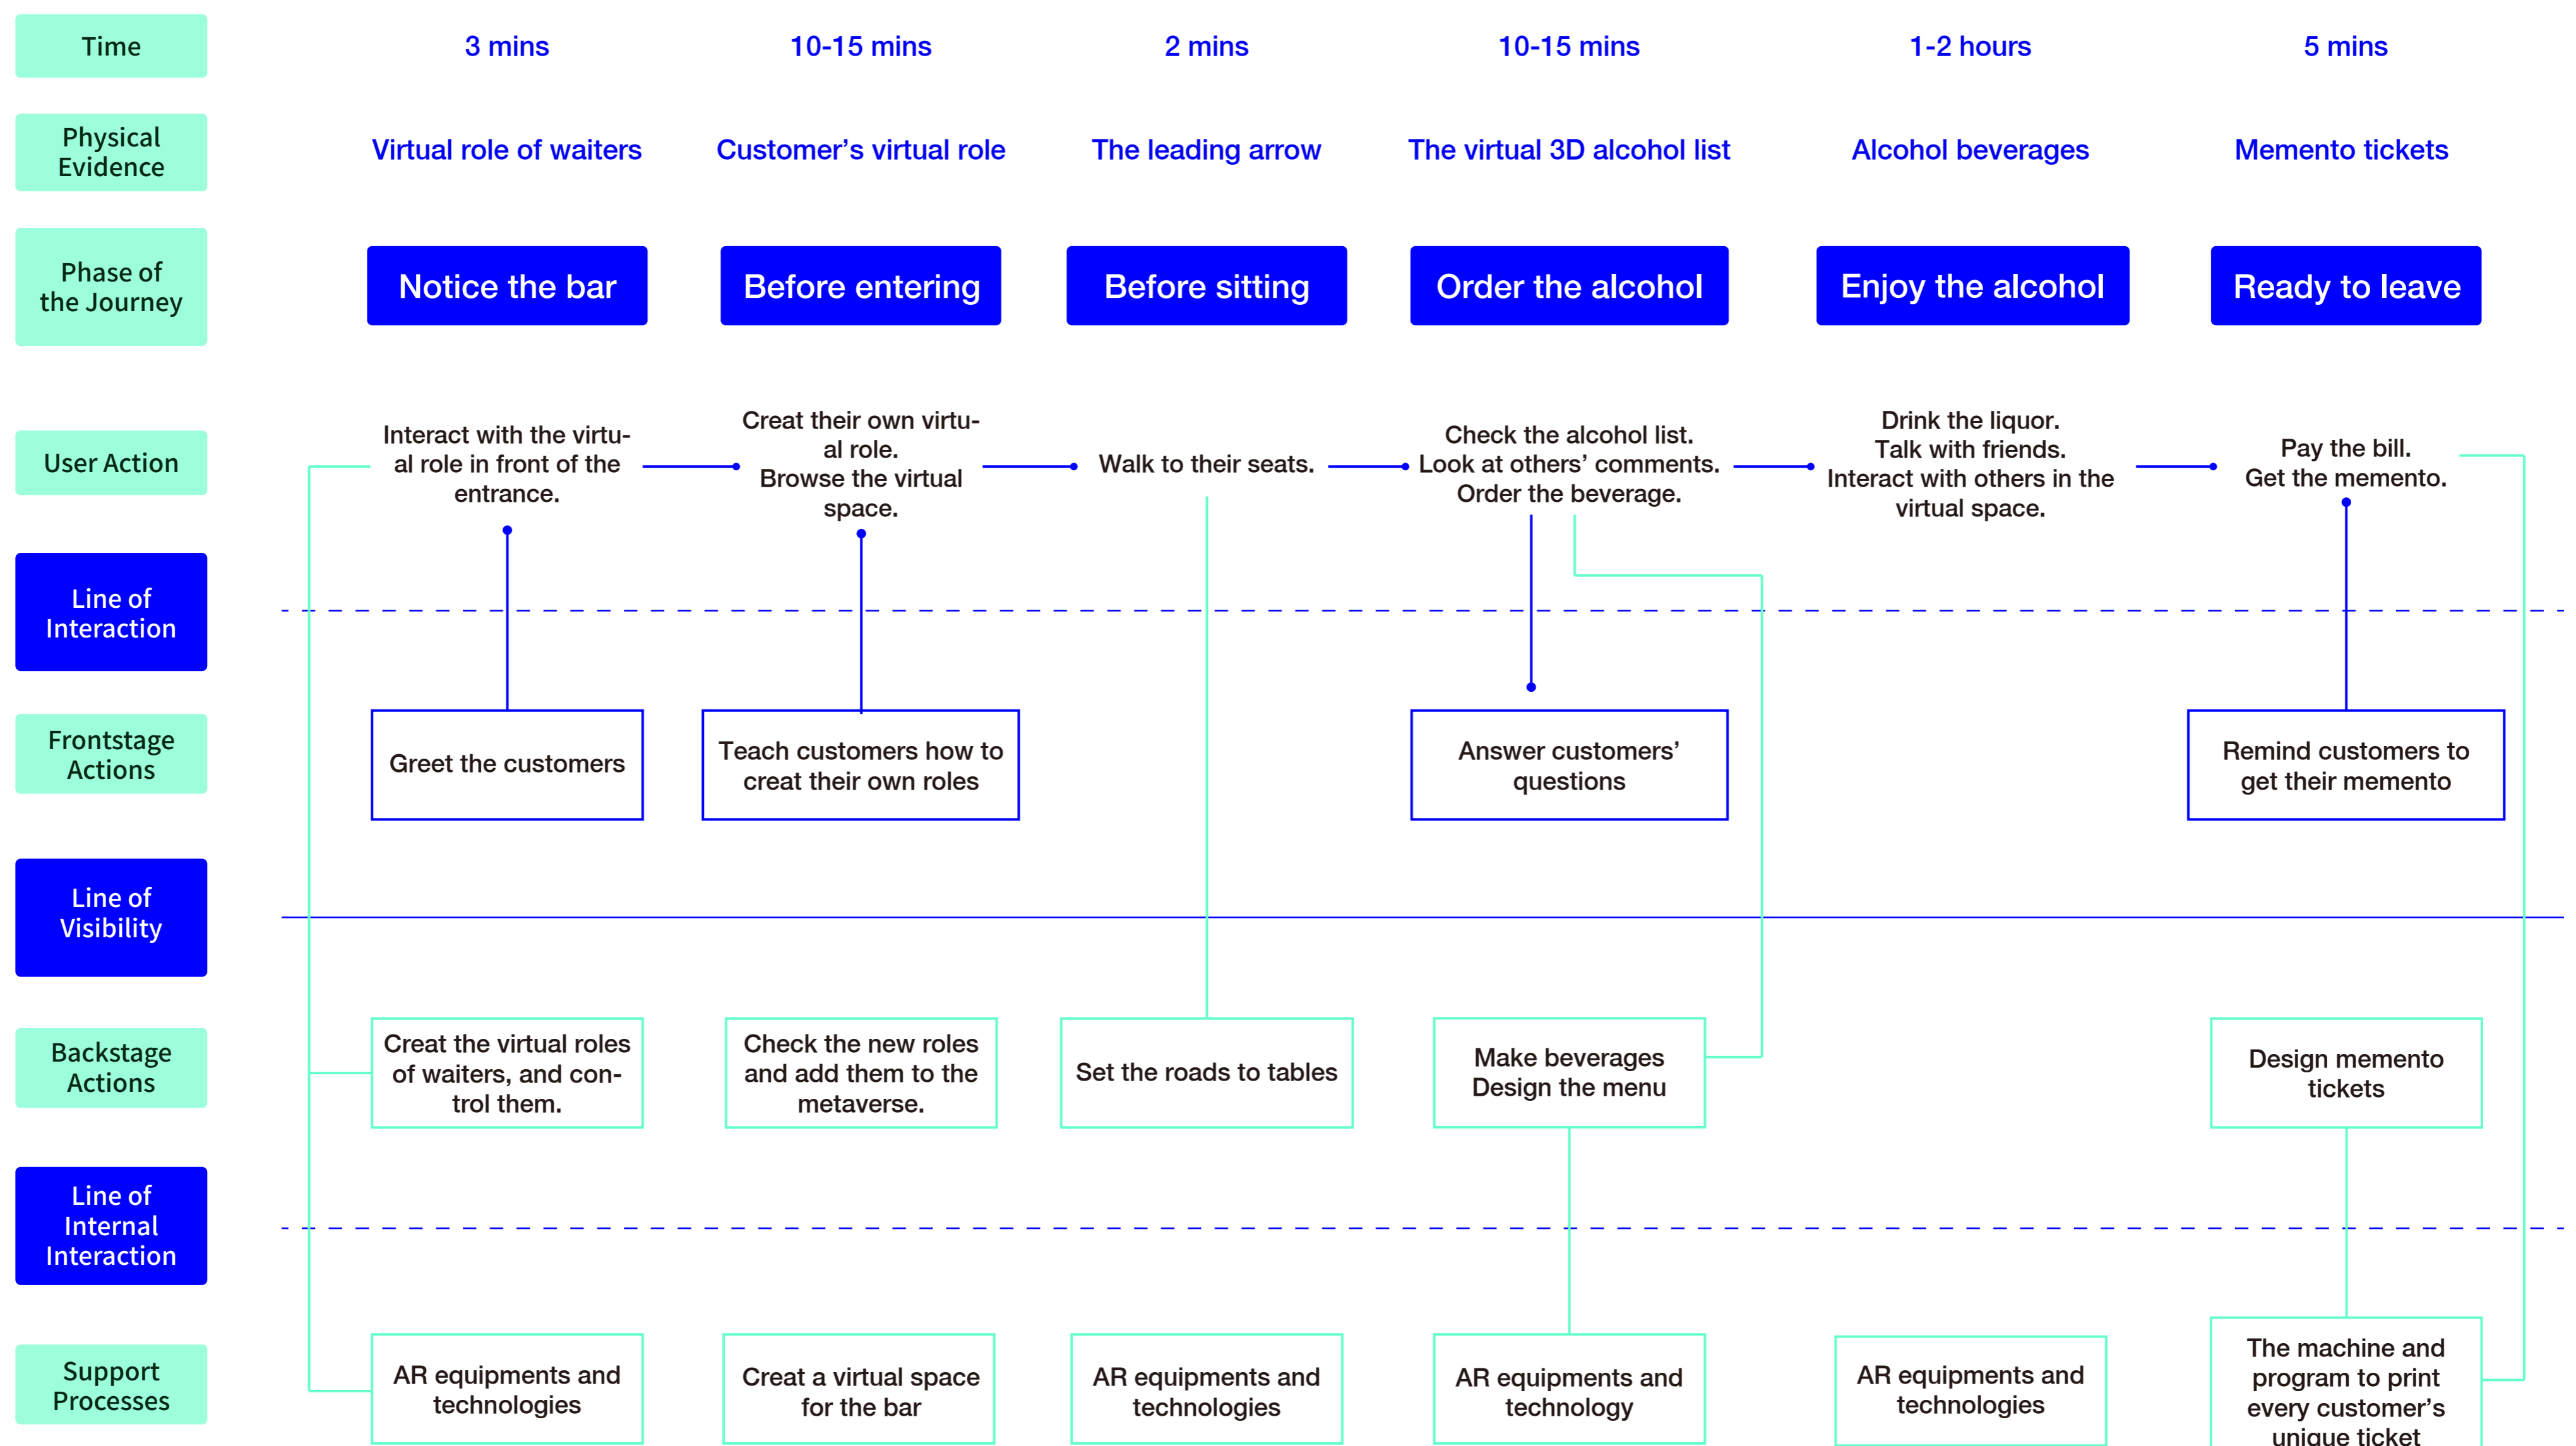 Time
3 mins
10-15 mins
2 mins
10-15 mins
1-2 hours
5 mins
Physical
Evidence
Virtual role of waiters
Customer’s virtual role
The leading arrow
The virtual 3D alcohol list
Alcohol beverages
Memento tickets
Phase of
the Journey
Notice the bar
Before entering
Before sitting
Order the alcohol
Enjoy the alcohol
Ready to leave
User Action
Interact with the virtu-
al role in front of the
entrance.
Creat their own virtu-
al role.
Browse the virtual
space.
Walk to their seats.
Check the alcohol list.
Look at others’ comments.
Order the beverage.
Drink the liquor.
Talk with friends.
Interact with others in the
virtual space.
Pay the bill.
Get the memento.
Line of
Interaction
Frontstage
Actions
Greet the customers
Teach customers how to
creat their own roles
Answer customers’
questions
Remind customers to
get their memento
Line of
Visibility
Backstage
Actions
Creat the virtual roles
of waiters, and con-
trol them.
Check the new roles
and add them to the
metaverse.
Set the roads to tables
Make beverages
Design the menu
Design memento
tickets
Line of
Internal
Interaction
Support
Processes
AR equipments and
technologies
Creat a virtual space
for the bar
AR equipments and
technologies
AR equipments and
technology
AR equipments and
technologies
The machine and
program to print
every customer’s
unique ticket